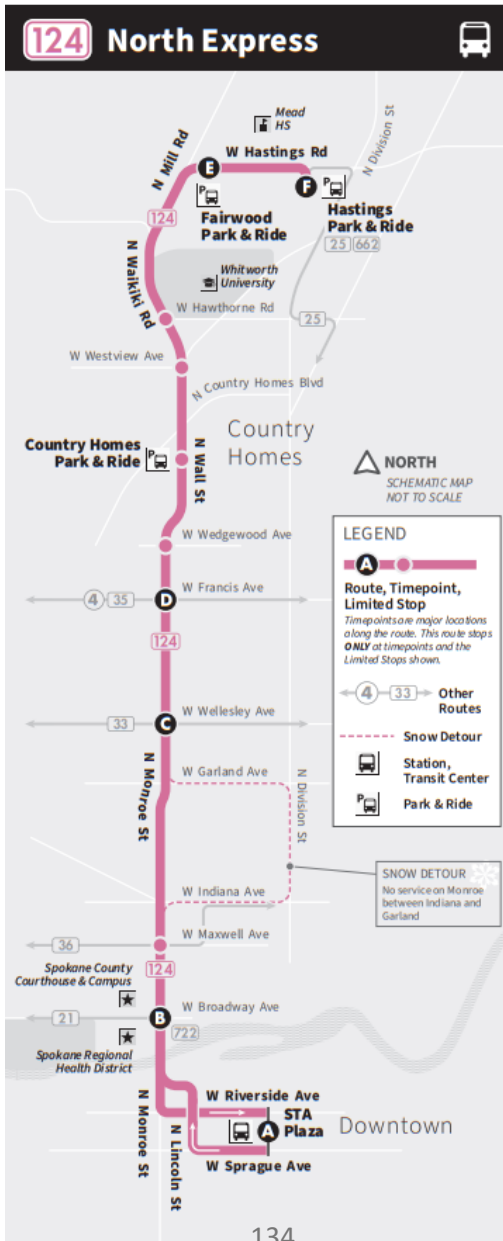 124 North Express
Mead
HS
N Division St
N Mill Rd
W Hastings Rd
E
F
Fairwood
Park & Ride
Hastings
Park & Ride
124
25 662
N Waikiki Rd
Whitworth
University
W Hawthorne Rd
25
W Westview Ave
N Country Homes Blvd
Country Homes
Park & Ride
N Wall St
Country
Homes
NORTH
SCHEMATIC MAP
NOT TO SCALE
W Wedgewood Ave
W Francis Ave
4 35
D
124
W Wellesley Ave
33
C
N Monroe St
W Garland Ave
N Division St
W Indiana Ave
W Maxwell Ave
36
124
Spokane County
Courthouse & Campus
W Broadway Ave
21
B
722
Spokane Regional
Health District
W Riverside Ave
STA
Plaza
A
Downtown
N Monroe St
N Lincoln St
W Sprague Ave
LEGEND
A
Route, Timepoint,
Limited Stop
Timepoints are major locations
along the route. This route stops
ONLY at timepoints and the
Limited Stops shown.
4 33 Other
Routes
Snow Detour
Station,
Transit Center
P Park & Ride
SNOW DETOUR
No service on Monroe
between Indiana and
Garland
134